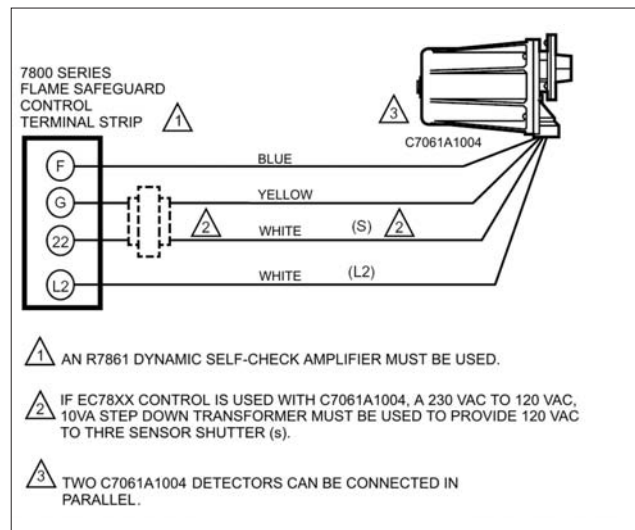 7800 SERIES
FLAME SAFEGUARD
CONTROL
TERMINAL STRIP
1
3
C7061A1004
F
BLUE
G
YELLOW
2
22
WHITE
(S)
2
L2
WHITE
(L2)
1 AN R7861 DYNAMIC SELF-CHECK AMPLIFIER MUST BE USED.
2 IF EC78XX CONTROL IS USED WITH C7061A1004, A 230 VAC TO 120 VAC,
10VA STEP DOWN TRANSFORMER MUST BE USED TO PROVIDE 120 VAC
TO THRE SENSOR SHUTTER (s).
3 TWO C7061A1004 DETECTORS CAN BE CONNECTED IN
PARALLEL.